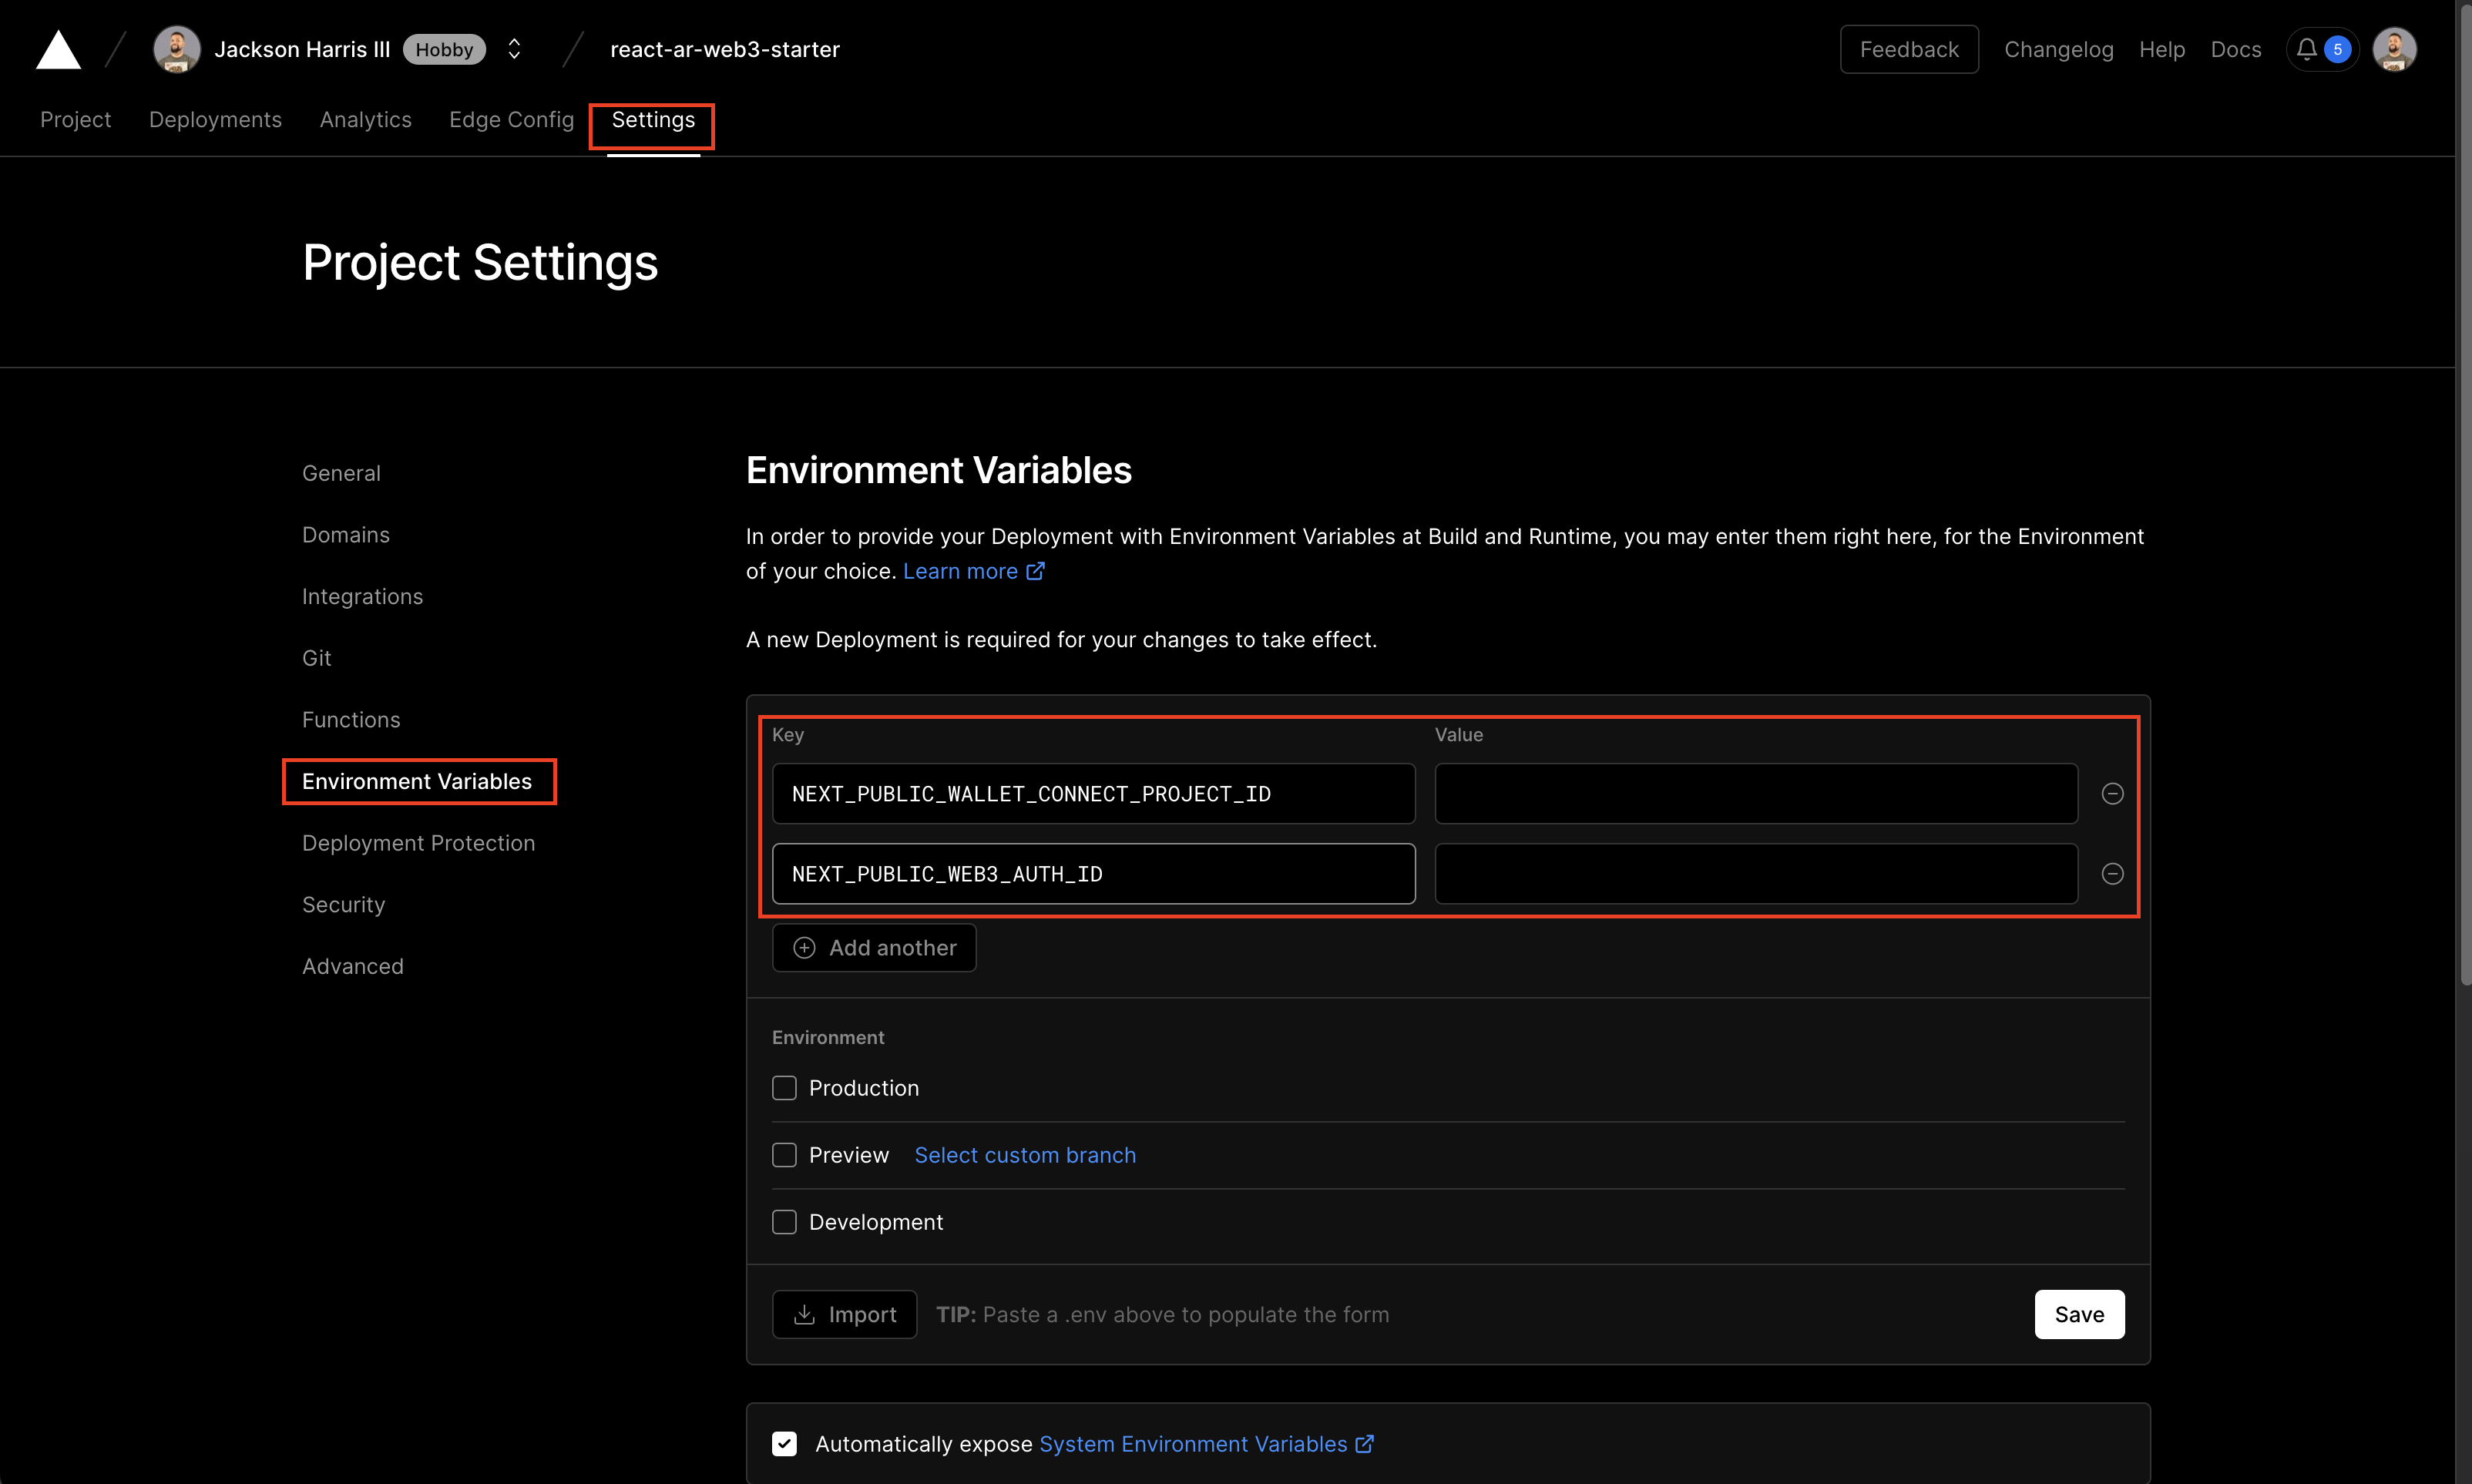 Jackson Harris III Hobby react-ar-web3-starter Feedback Changelog Help Docs 5
Project Deployments Analytics Edge Config Settings
Project Settings
General
Domains
Integrations
Git
Functions
Environment Variables
Deployment Protection
Security
Advanced
Environment Variables
In order to provide your Deployment with Environment Variables at Build and Runtime, you may enter them right here, for the Environment
of your choice. Learn more
A new Deployment is required for your changes to take effect.
Key Value
NEXT_PUBLIC_WALLET_CONNECT_PROJECT_ID
NEXT_PUBLIC_WEB3_AUTH_ID
Add another
Environment
Production
Preview Select custom branch
Development
Import TIP: Paste a .env above to populate the form Save
Automatically expose System Environment Variables